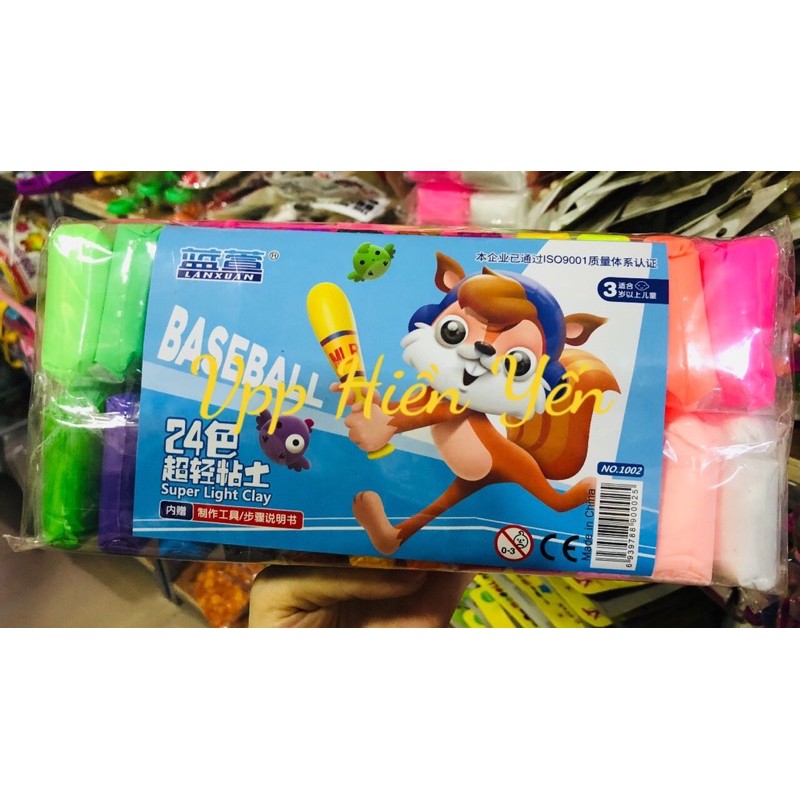 蓝萱®
LANXUAN
本企业已通过ISO9001质量体系认证
3 适合
岁以上儿童
BASEBALL
MLB
Vpp Hiền Yến
24色
超轻粘土
Super Light Clay
内赠 制作工具/步骤说明书
NO.1002
0-3
CE
Made in China
6939788900025